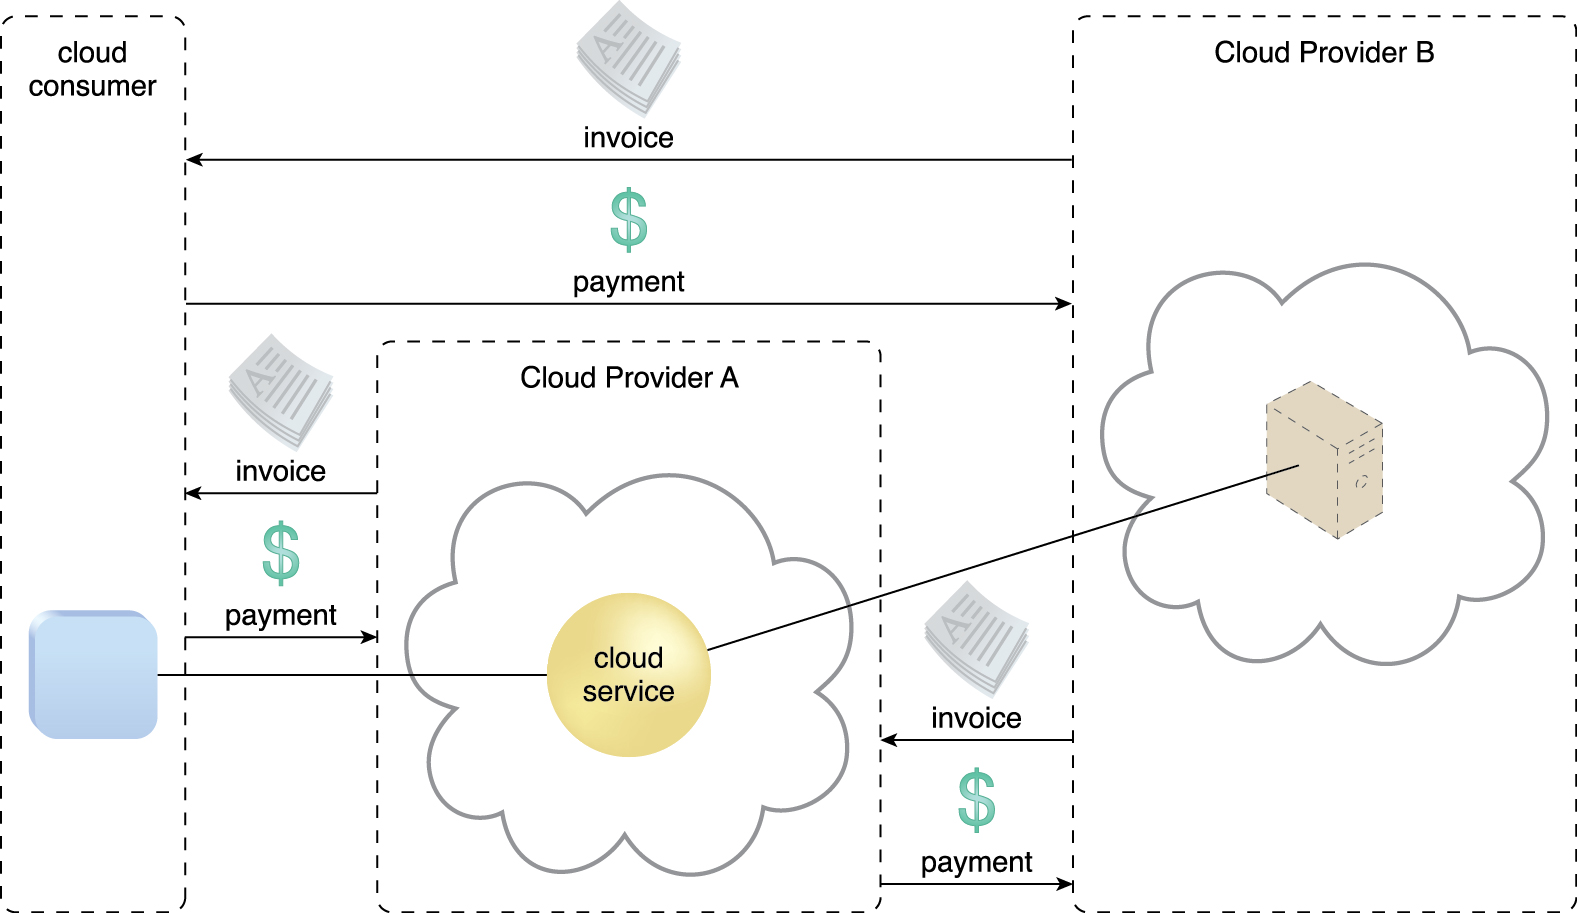 cloud
consumer
Cloud Provider B
invoice
$
payment
Cloud Provider A
invoice
$
payment
cloud
service
invoice
$
payment